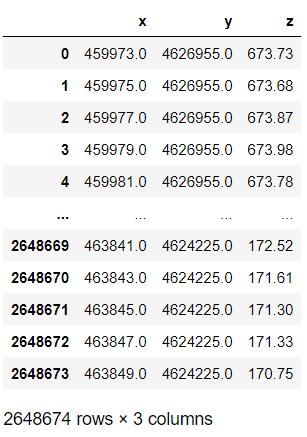 x y z
0 459973.0 4626955.0 673.73
1 459975.0 4626955.0 673.68
2 459977.0 4626955.0 673.87
3 459979.0 4626955.0 673.98
4 459981.0 4626955.0 673.78
... ... ... ...
2648669 463841.0 4624225.0 172.52
2648670 463843.0 4624225.0 171.61
2648671 463845.0 4624225.0 171.30
2648672 463847.0 4624225.0 171.33
2648673 463849.0 4624225.0 170.75
2648674 rows × 3 columns